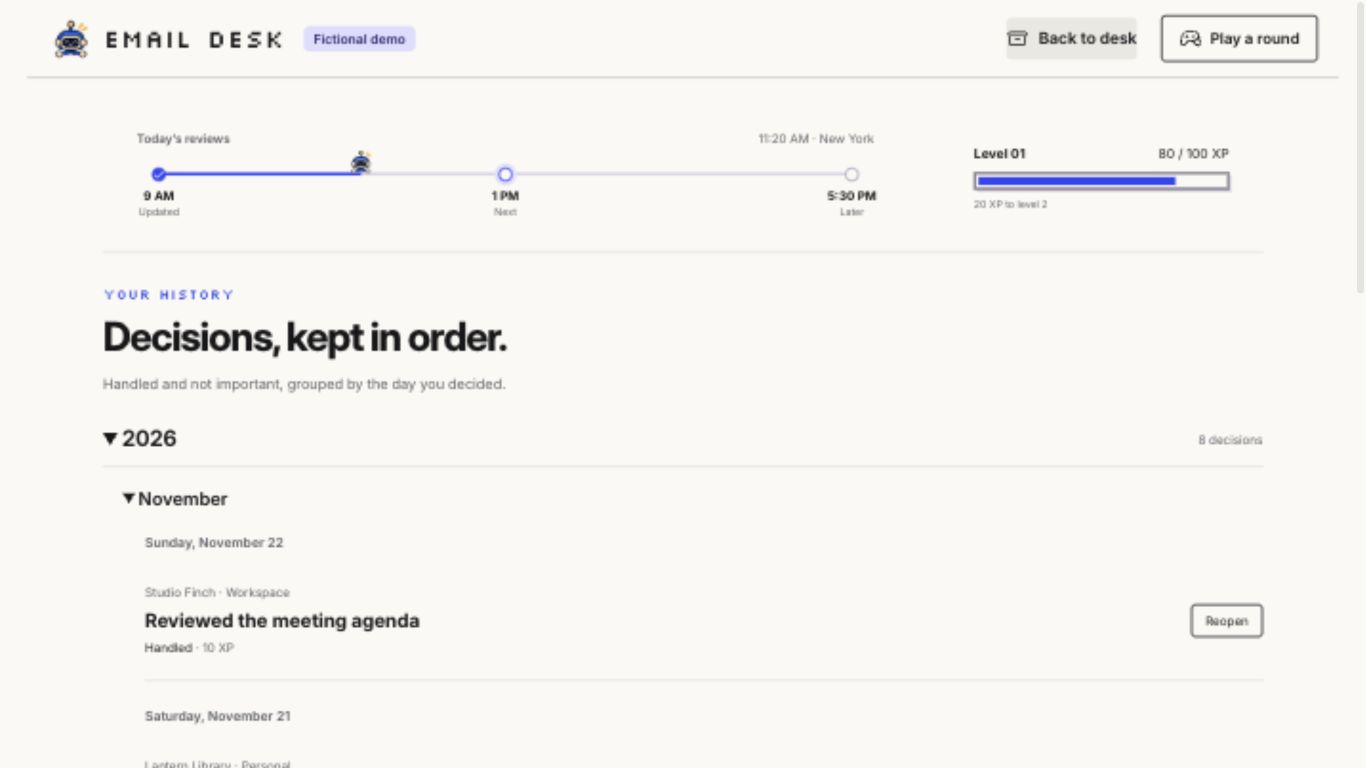 EMAIL DESK Fictional demo Back to desk Play a round
Today's reviews 11:20 AM · New York
Level 01 80 / 100 XP
9 AM 1 PM 5:30 PM
Updated Next Later
20 XP to level 2
YOUR HISTORY
Decisions, kept in order.
Handled and not important, grouped by the day you decided.
2026 8 decisions
November
Sunday, November 22
Studio Finch · Workspace
Reviewed the meeting agenda Reopen
Handled · 10 XP
Saturday, November 21
Lantern Library · Personal